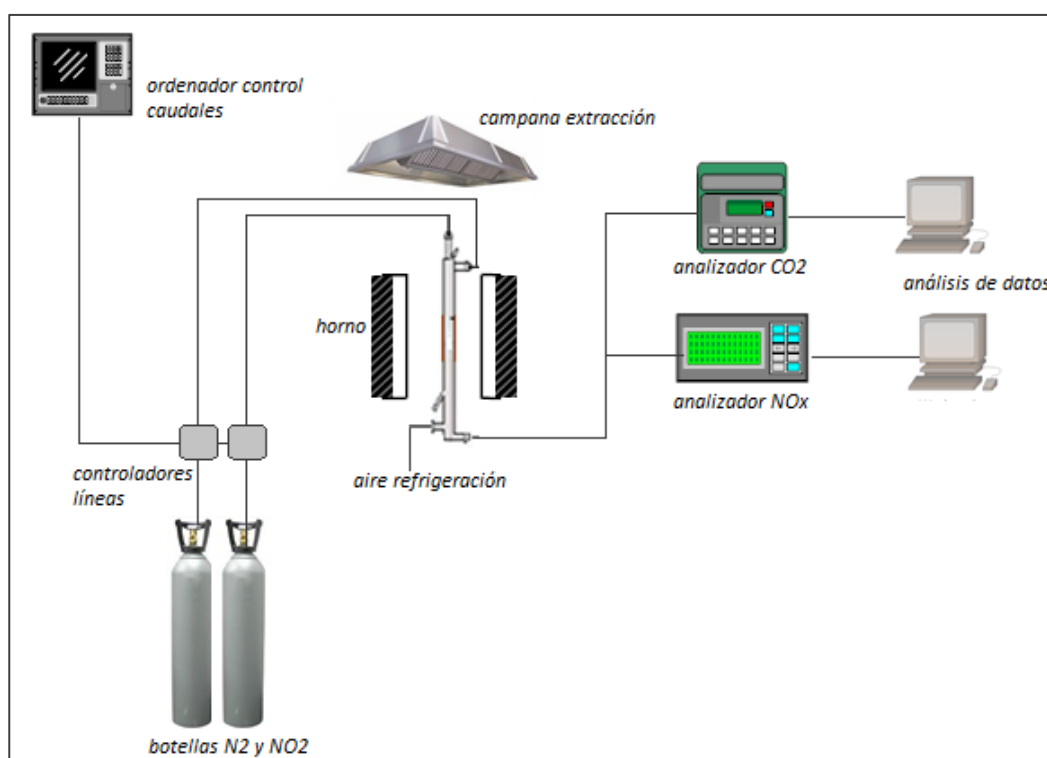 ordenador control
caudales
campana extracción
analizador CO2
análisis de datos
horno
analizador NOx
aire refrigeración
controladores
líneas
botellas N2 y NO2